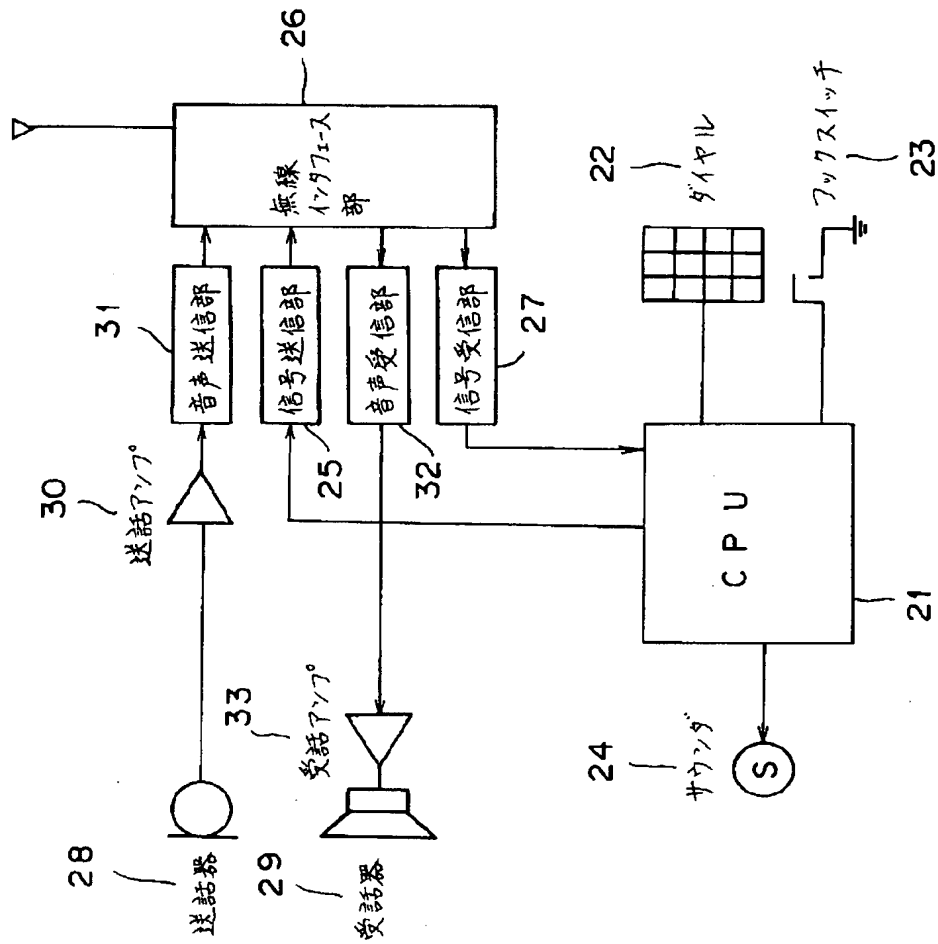 28
送話器
30
送話アンプ
31
音声送信部
26
無線
インタフェース
部
信号送信部
25
29
受話器
33
受話アンプ
音声受信部
32
信号受信部
27
22
ダイヤル
フックスイッチ
23
CPU
21
24
サウンダ
S